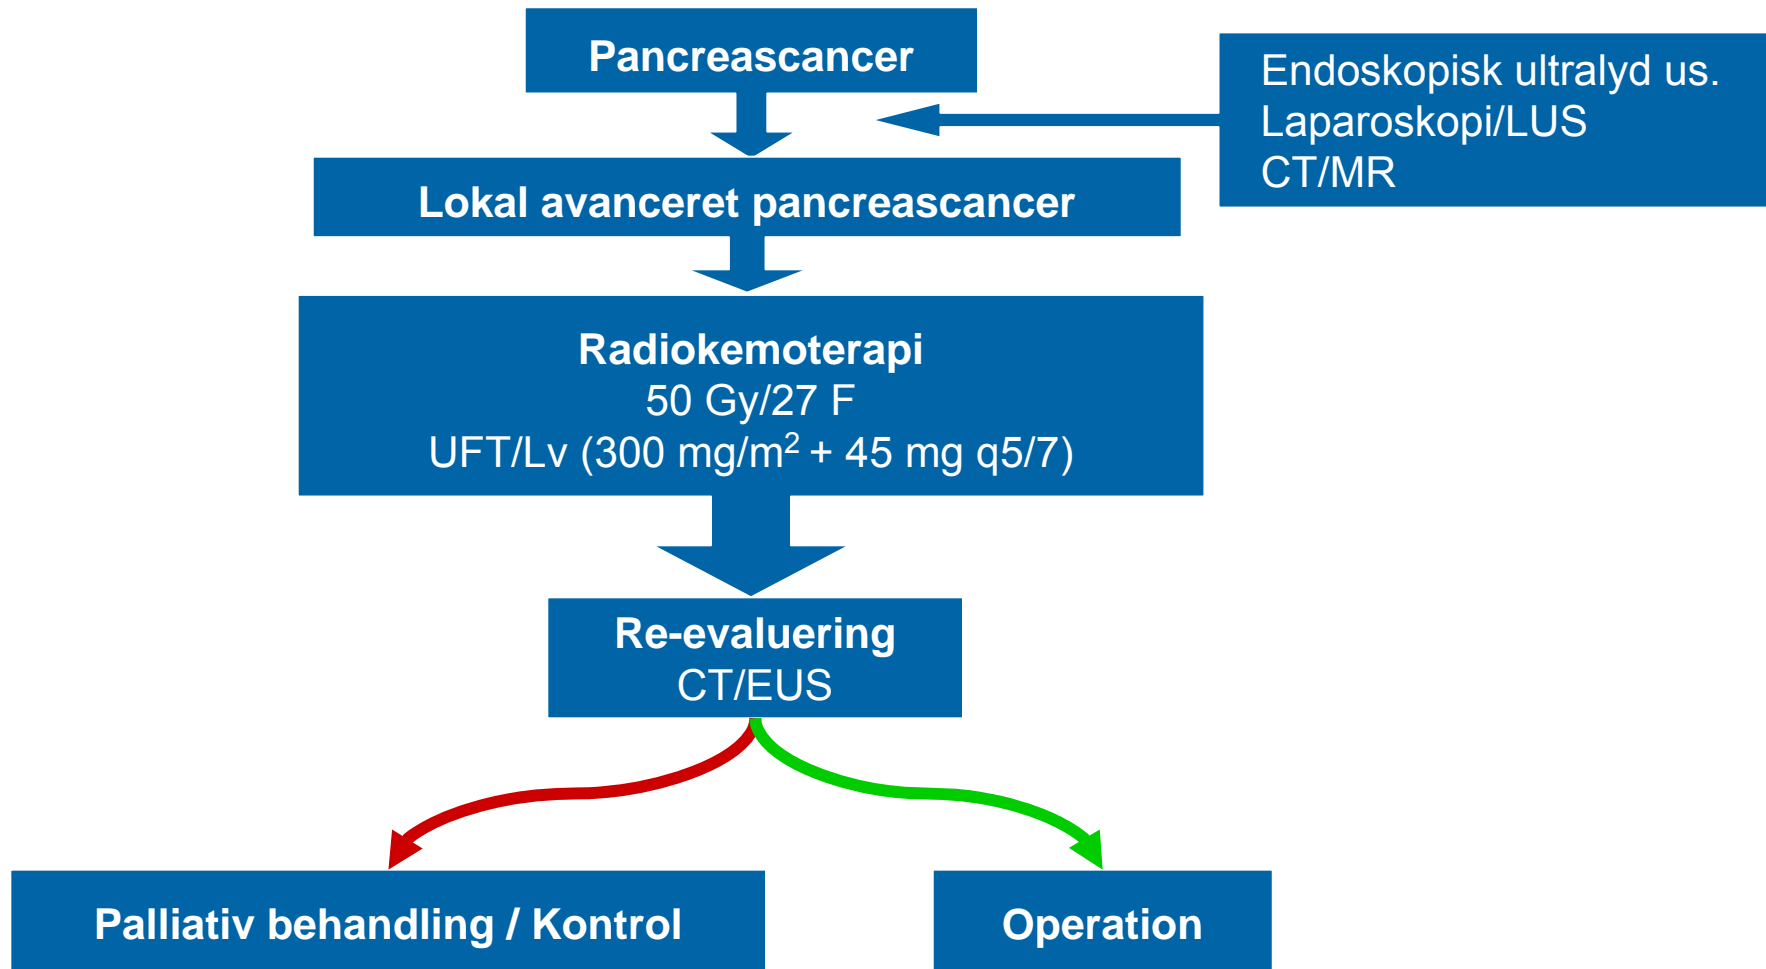 Pancreascancer
Endoskopisk ultralyd us.
Laparoskopi/LUS
CT/MR
Lokal avanceret pancreascancer
Radiokemoterapi
50 Gy/27 F
UFT/Lv (300 mg/m² + 45 mg q5/7)
Re-evaluering
CT/EUS
Palliativ behandling / Kontrol
Operation